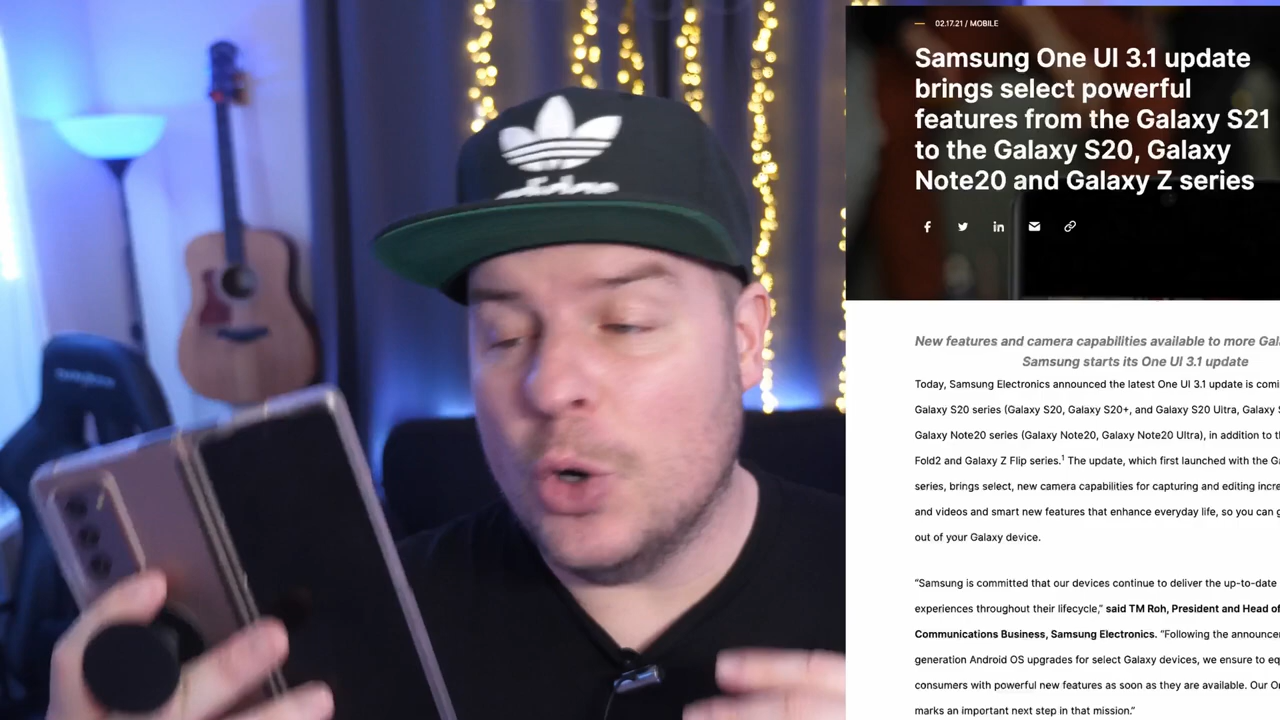 02.17.21 / MOBILE
Samsung One UI 3.1 update
brings select powerful
features from the Galaxy S21
to the Galaxy S20, Galaxy
Note20 and Galaxy Z series
New features and camera capabilities available to more Gal
Samsung starts its One UI 3.1 update
Today, Samsung Electronics announced the latest One UI 3.1 update is comi
Galaxy S20 series (Galaxy S20, Galaxy S20+, and Galaxy S20 Ultra, Galaxy S
Galaxy Note20 series (Galaxy Note20, Galaxy Note20 Ultra), in addition to th
Fold2 and Galaxy Z Flip series.1 The update, which first launched with the Ga
series, brings select, new camera capabilities for capturing and editing incre
and videos and smart new features that enhance everyday life, so you can g
out of your Galaxy device.
“Samsung is committed that our devices continue to deliver the up-to-date
experiences throughout their lifecycle,” said TM Roh, President and Head of
Communications Business, Samsung Electronics. “Following the announcem
generation Android OS upgrades for select Galaxy devices, we ensure to eq
consumers with powerful new features as soon as they are available. Our On
marks an important next step in that mission.”